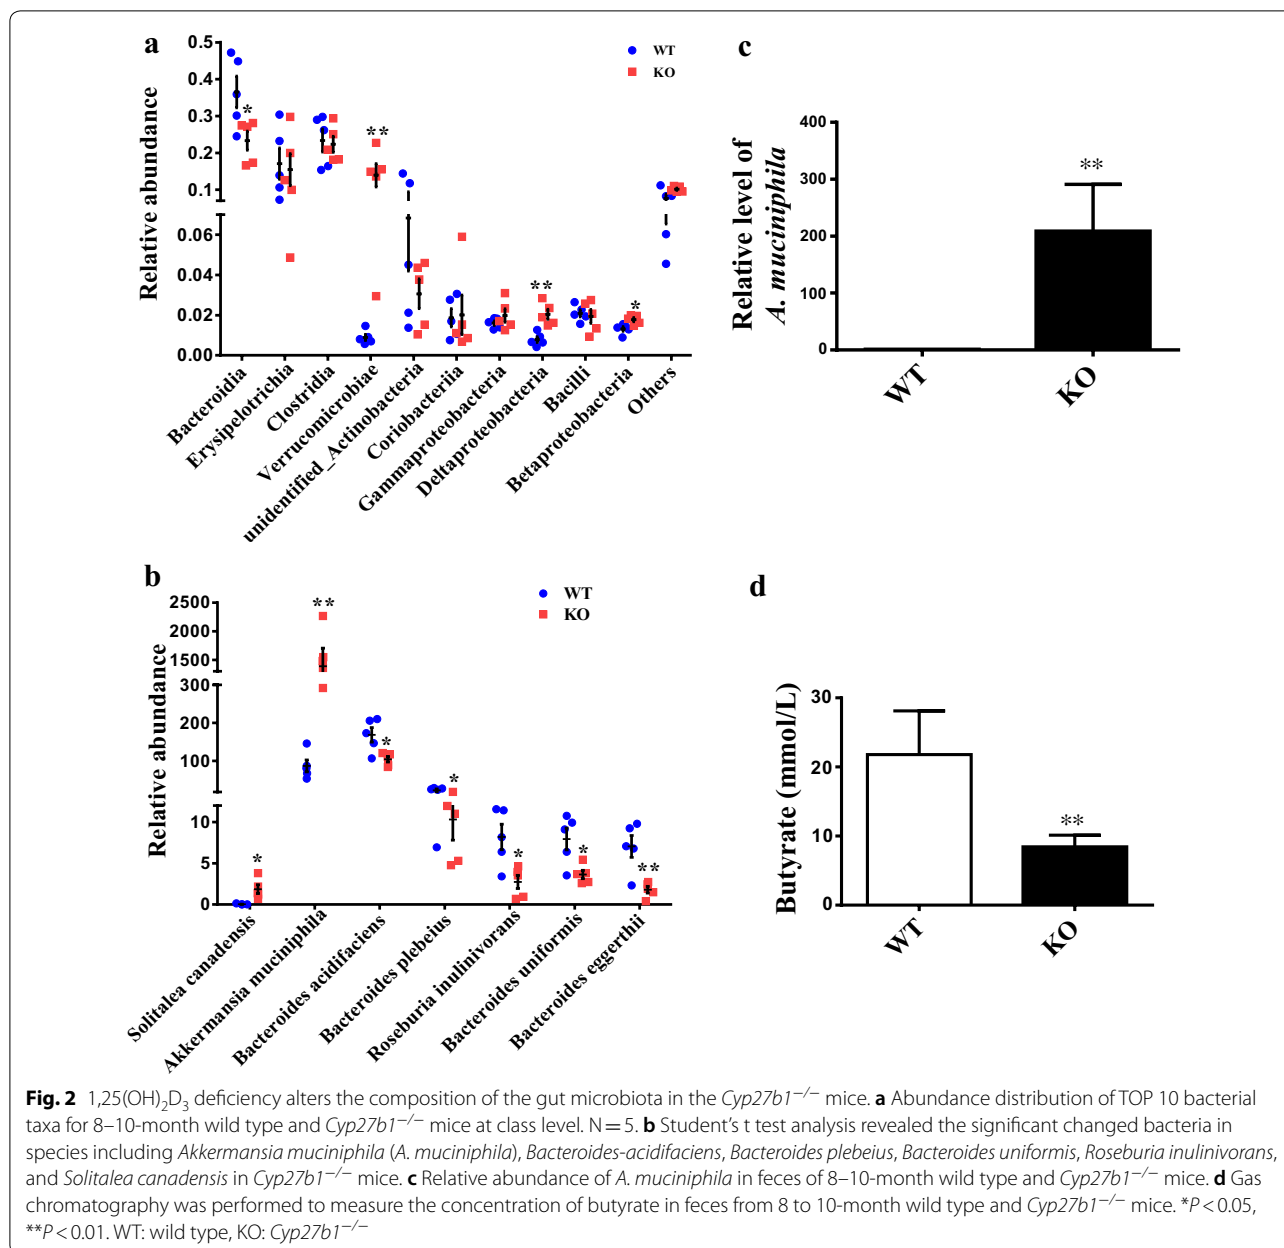 a
0.5
0.4
0.3
0.2
0.1
0.06
0.04
0.02
0.00
Relative abundance
WT
KO
*
**
**
*
Bacteroidia
Erysipelotrichia
Clostridia
Verrucomicrobiae
unidentified_Actinobacteria
Coriobacteriia
Gammaproteobacteria
Deltaproteobacteria
Bacilli
Betaproteobacteria
Others
c
400
300
200
100
0
Relative level of
A. muciniphila
**
WT
KO
b
2500
2000
1500
300
200
100
10
5
0
Relative abundance
WT
KO
*
**
*
*
*
*
**
Solitalea canadensis
Akkermansia muciniphila
Bacteroides acidifaciens
Bacteroides plebeius
Roseburia inulinivorans
Bacteroides uniformis
Bacteroides eggerthii
d
30
20
10
0
Butyrate (mmol/L)
**
WT
KO
Fig. 2 1,25(OH)₂D₃ deficiency alters the composition of the gut microbiota in the Cyp27b1⁻/⁻ mice. a Abundance distribution of TOP 10 bacterial
taxa for 8–10-month wild type and Cyp27b1⁻/⁻ mice at class level. N = 5. b Student's t test analysis revealed the significant changed bacteria in
species including Akkermansia muciniphila (A. muciniphila), Bacteroides-acidifaciens, Bacteroides plebeius, Bacteroides uniformis, Roseburia inulinivorans,
and Solitalea canadensis in Cyp27b1⁻/⁻ mice. c Relative abundance of A. muciniphila in feces of 8–10-month wild type and Cyp27b1⁻/⁻ mice. d Gas
chromatography was performed to measure the concentration of butyrate in feces from 8 to 10-month wild type and Cyp27b1⁻/⁻ mice. *P < 0.05,
**P < 0.01. WT: wild type, KO: Cyp27b1⁻/⁻